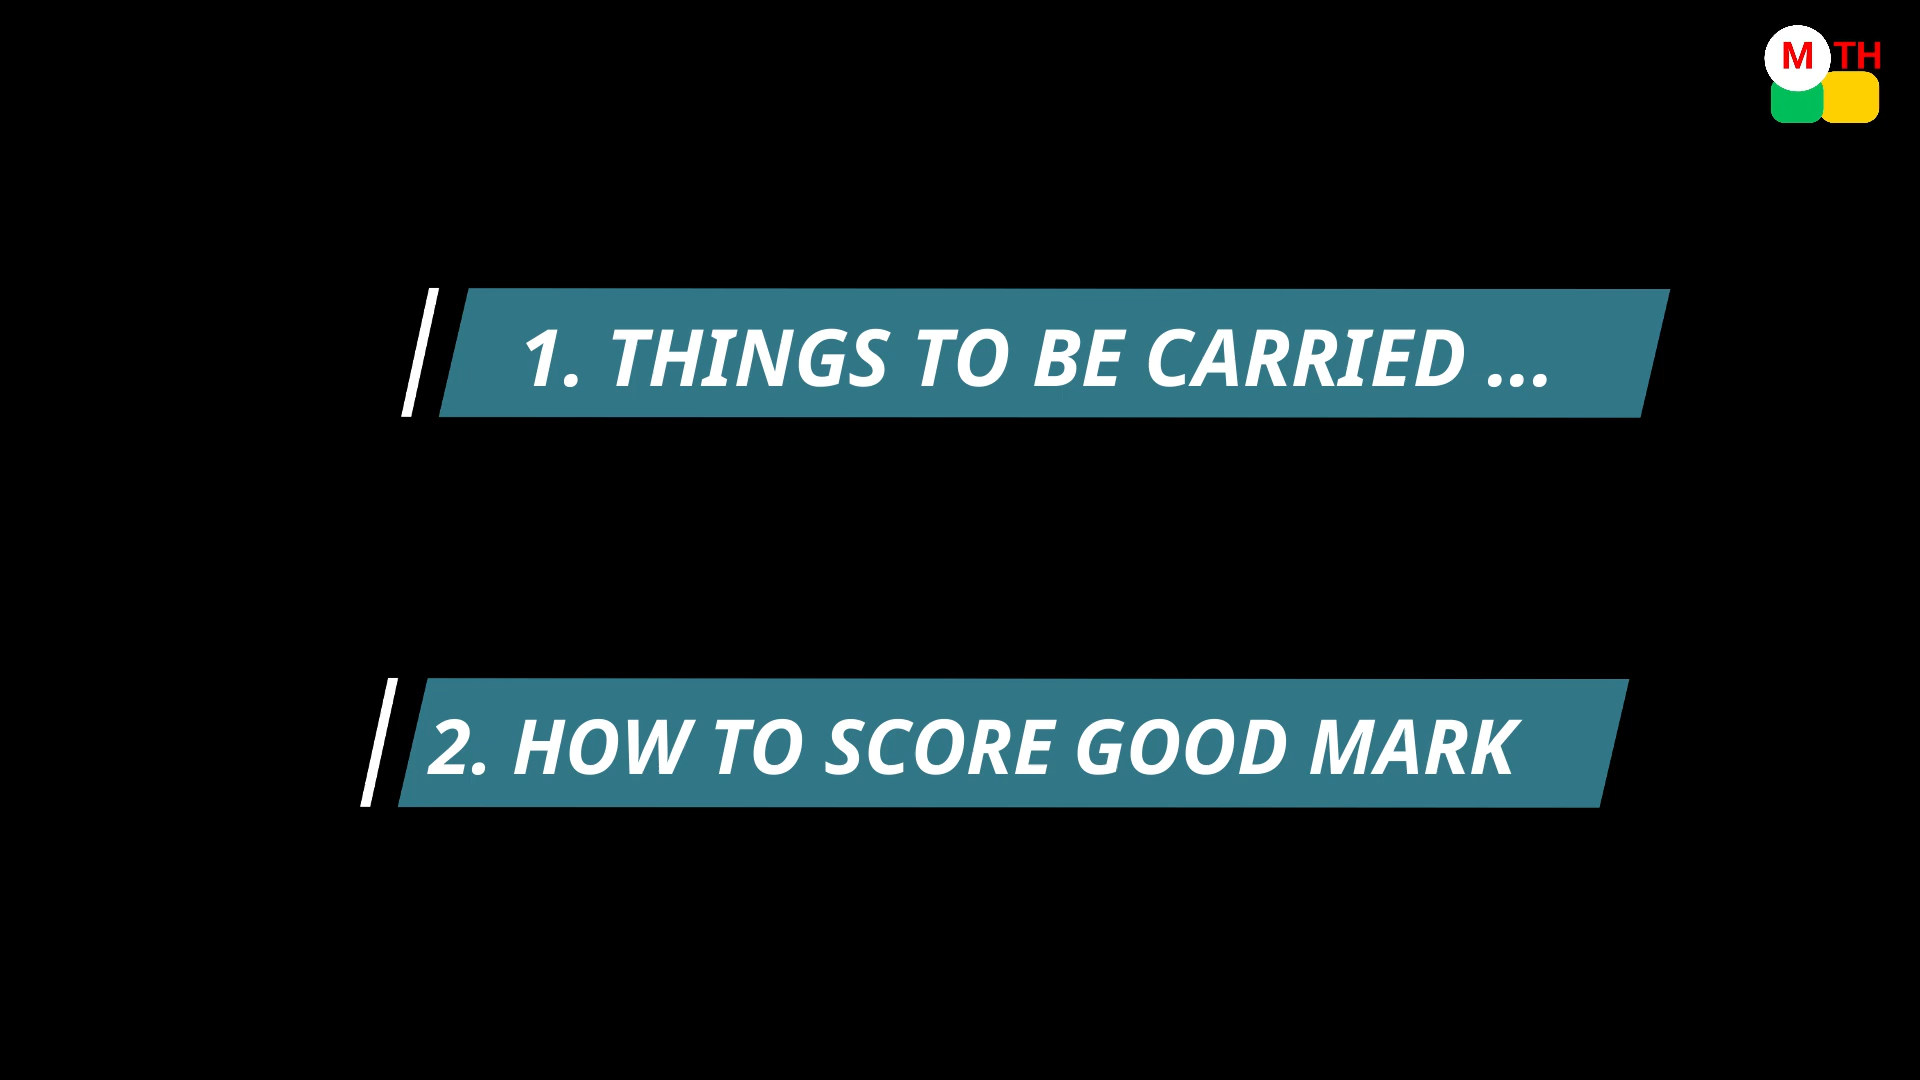 M TH
1. THINGS TO BE CARRIED ...
2. HOW TO SCORE GOOD MARK